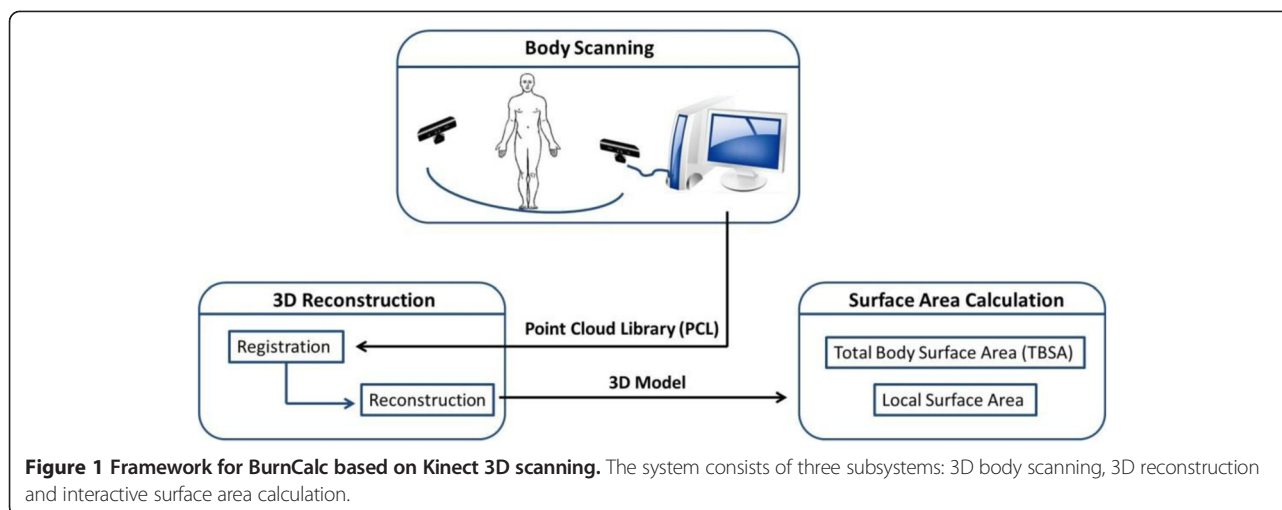 Body Scanning
3D Reconstruction
Registration
Reconstruction
Point Cloud Library (PCL)
3D Model
Surface Area Calculation
Total Body Surface Area (TBSA)
Local Surface Area
Figure 1 Framework for BurnCalc based on Kinect 3D scanning. The system consists of three subsystems: 3D body scanning, 3D reconstruction
and interactive surface area calculation.